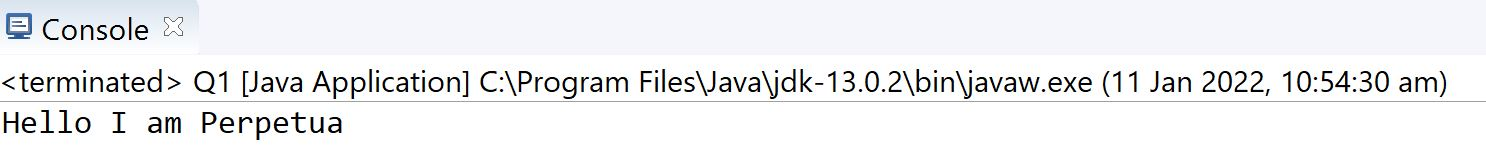 Console
<terminated> Q1 [Java Application] C:\Program Files\Java\jdk-13.0.2\bin\javaw.exe (11 Jan 2022, 10:54:30 am)
Hello I am Perpetua